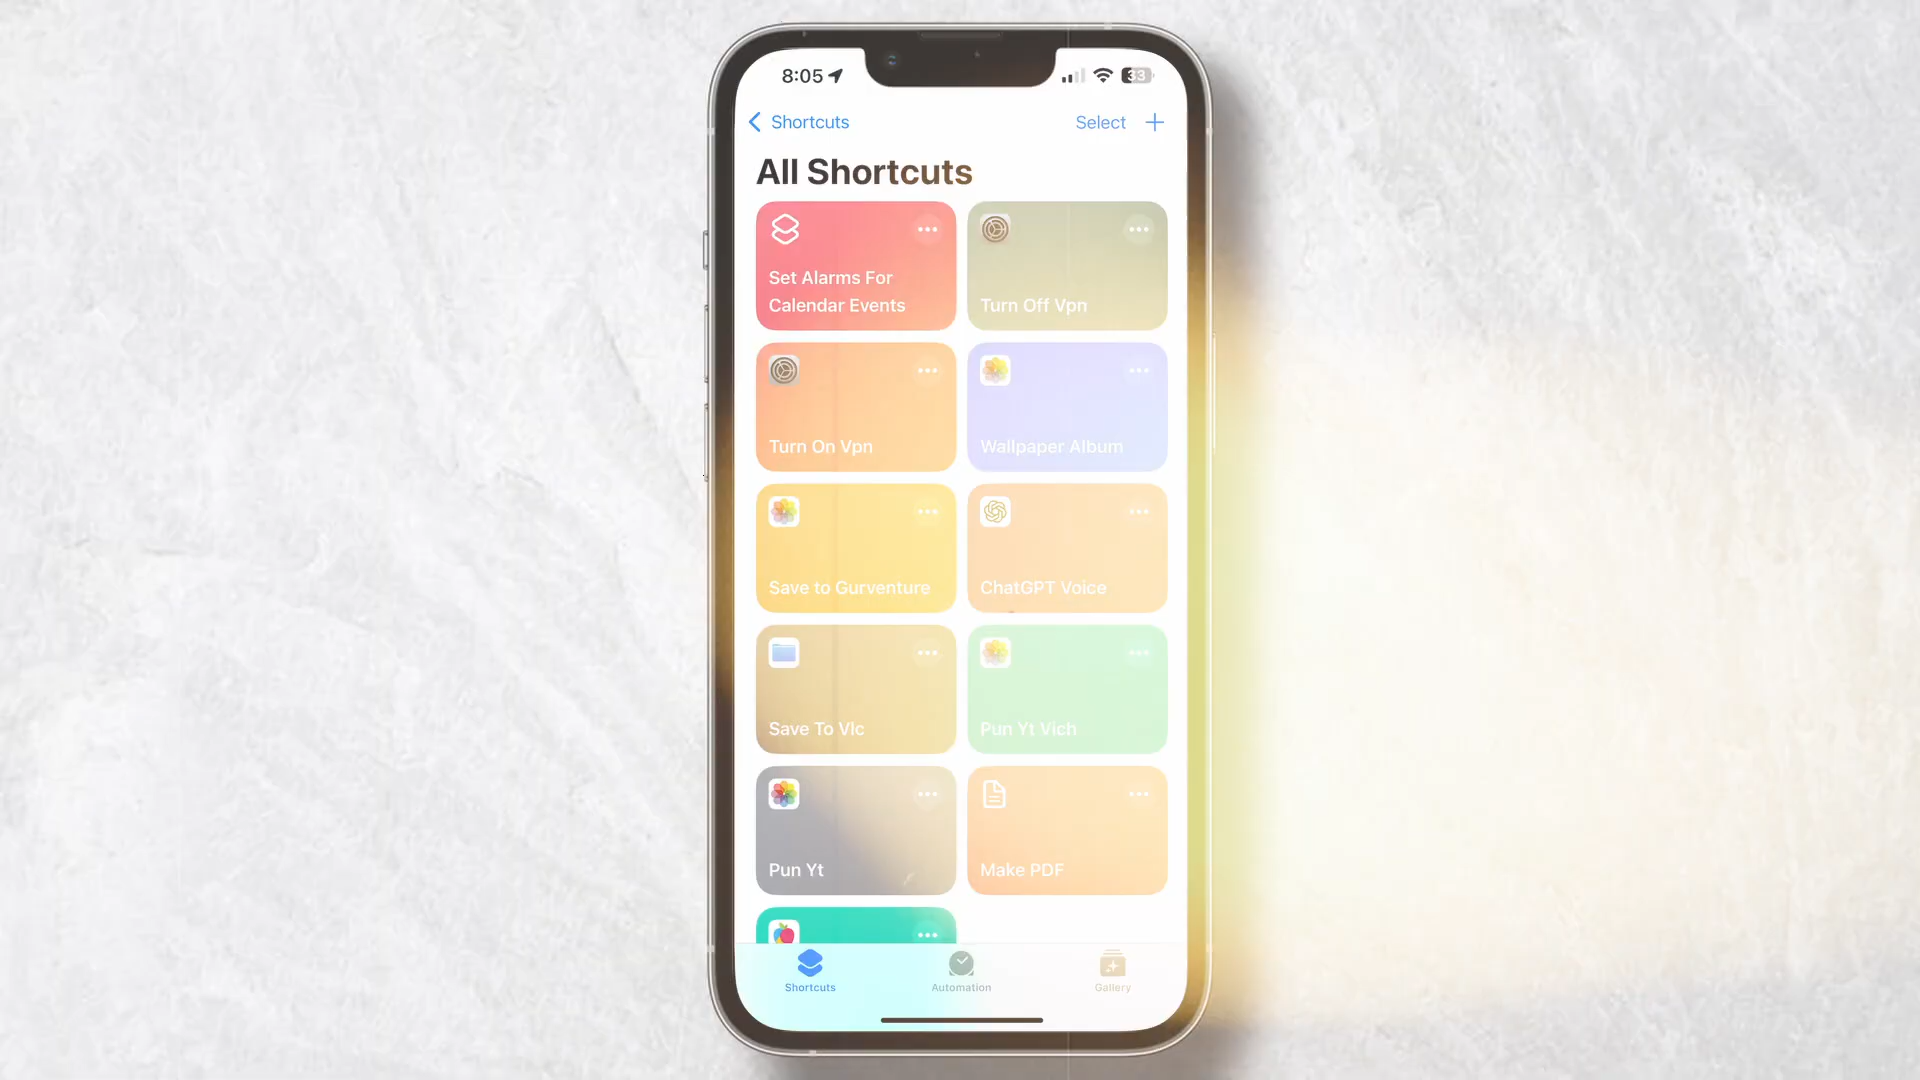 8:05
33
Shortcuts
Select
All Shortcuts
Set Alarms For
Calendar Events
Turn Off Vpn
Turn On Vpn
Wallpaper Album
Save to Gurventure
ChatGPT Voice
Save To Vlc
Pun Yt Vich
Pun Yt
Make PDF
Shortcuts
Automation
Gallery